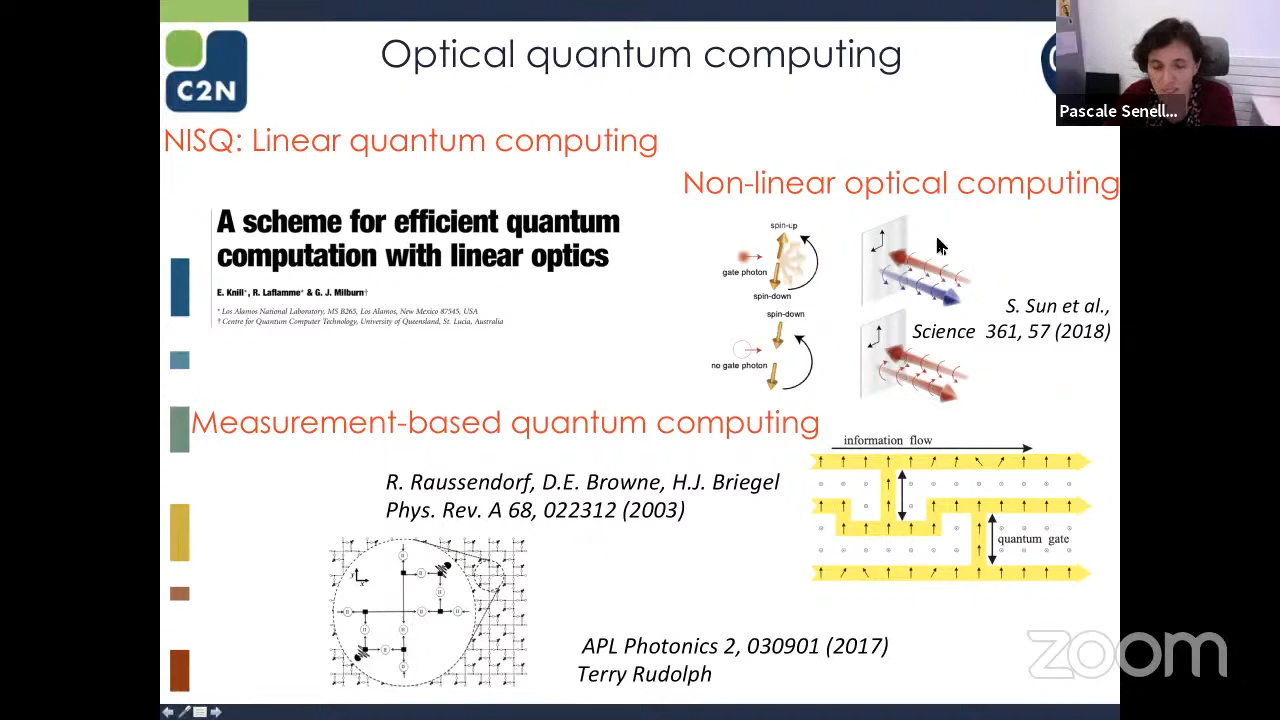 Optical quantum computing
C2N
Pascale Senell...
NISQ: Linear quantum computing
Non-linear optical computing
A scheme for efficient quantum
computation with linear optics
E. Knill*, R. Laflamme* & G. J. Milburn†
* Los Alamos National Laboratory, MS B265, Los Alamos, New Mexico 87545, USA
† Centre for Quantum Computer Technology, University of Queensland, St. Lucia, Australia
spin-up
gate photon
spin-down
spin-down
no gate photon
S. Sun et al.,
Science 361, 57 (2018)
Measurement-based quantum computing
R. Raussendorf, D.E. Browne, H.J. Briegel
Phys. Rev. A 68, 022312 (2003)
information flow
quantum gate
APL Photonics 2, 030901 (2017)
Terry Rudolph
zoom